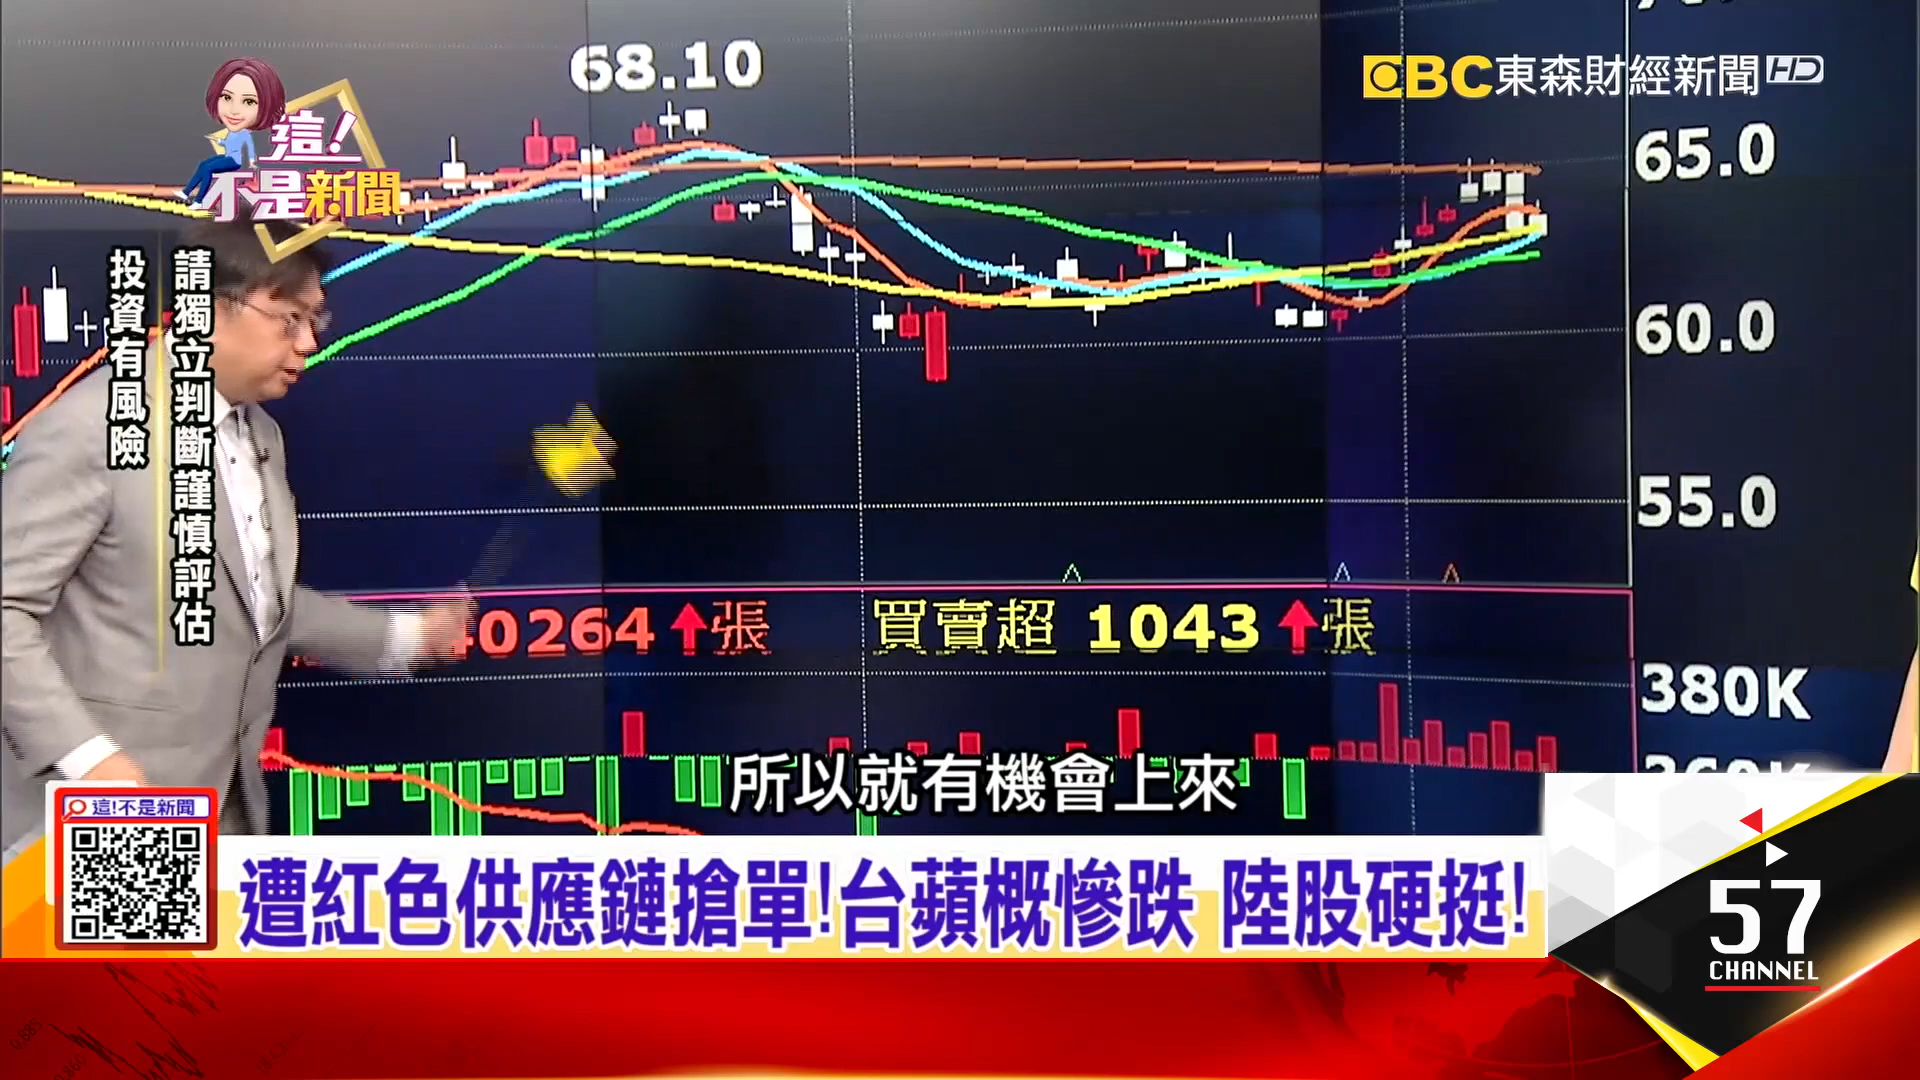 68.10
EBC東森財經新聞HD
這!
不是新聞
65.0
請獨立判斷謹慎評估
投資有風險
60.0
55.0
40264↑張
買賣超 1043↑張
380K
360K
所以就有機會上來
這!不是新聞
遭紅色供應鏈搶單!台蘋概慘跌 陸股硬挺!
57
CHANNEL